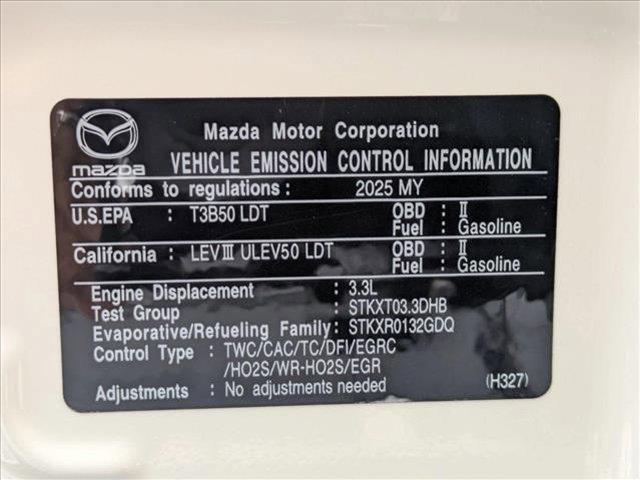 Mazda Motor Corporation
mazda
VEHICLE EMISSION CONTROL INFORMATION
Conforms to regulations : 2025 MY
U.S.EPA : T3B50 LDT OBD : II
Fuel : Gasoline
California : LEVIII ULEV50 LDT OBD : II
Fuel : Gasoline
Engine Displacement : 3.3L
Test Group : STKXT03.3DHB
Evaporative/Refueling Family : STKXR0132GDQ
Control Type : TWC/CAC/TC/DFI/EGRC
/HO2S/WR-HO2S/EGR
Adjustments : No adjustments needed
(H327)